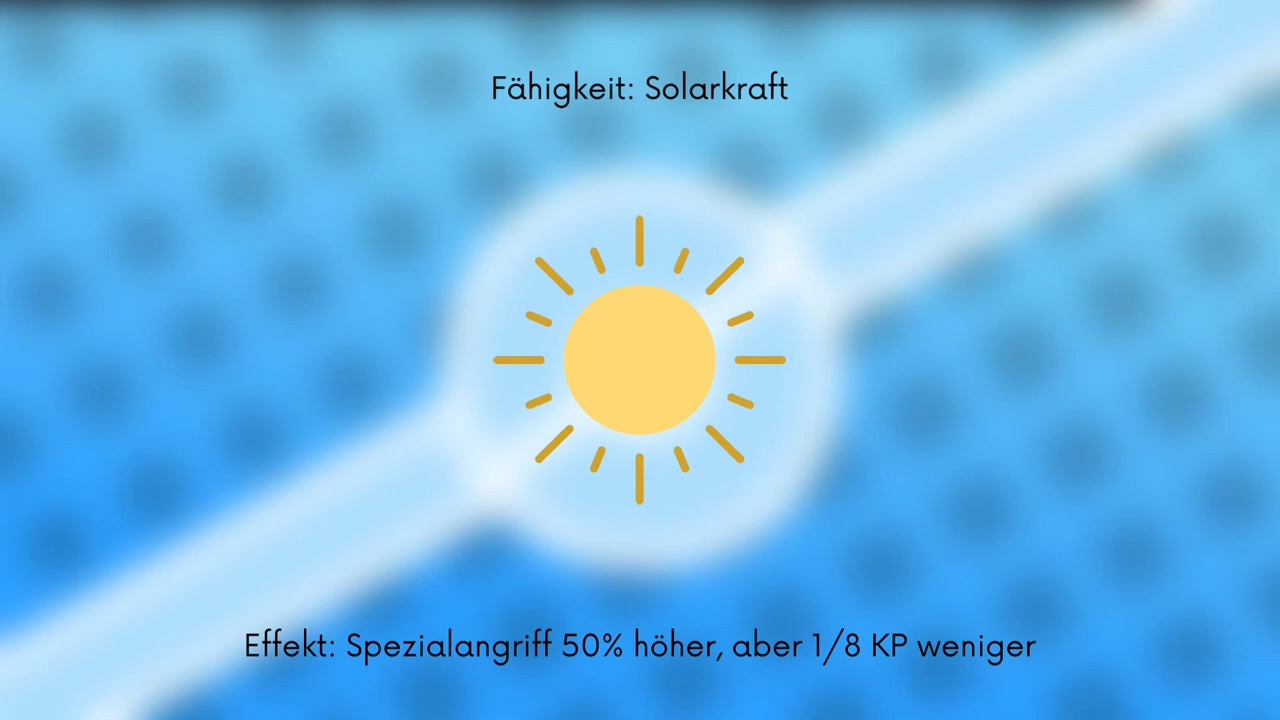 Fähigkeit: Solarkraft
Effekt: Spezialangriff 50% höher, aber 1/8 KP weniger